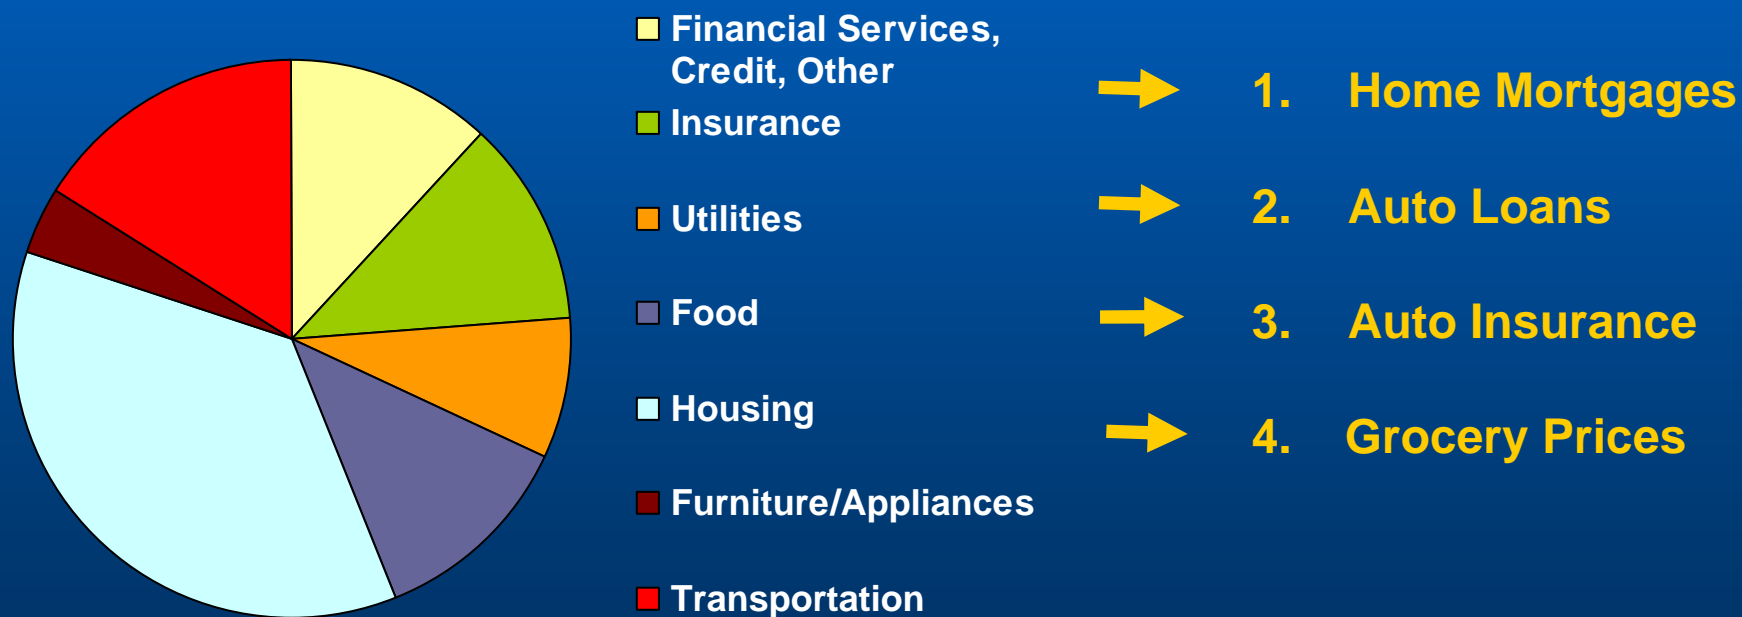 Financial Services,
Credit, Other
Insurance
Utilities
Food
Housing
Furniture/Appliances
Transportation
1. Home Mortgages
2. Auto Loans
3. Auto Insurance
4. Grocery Prices